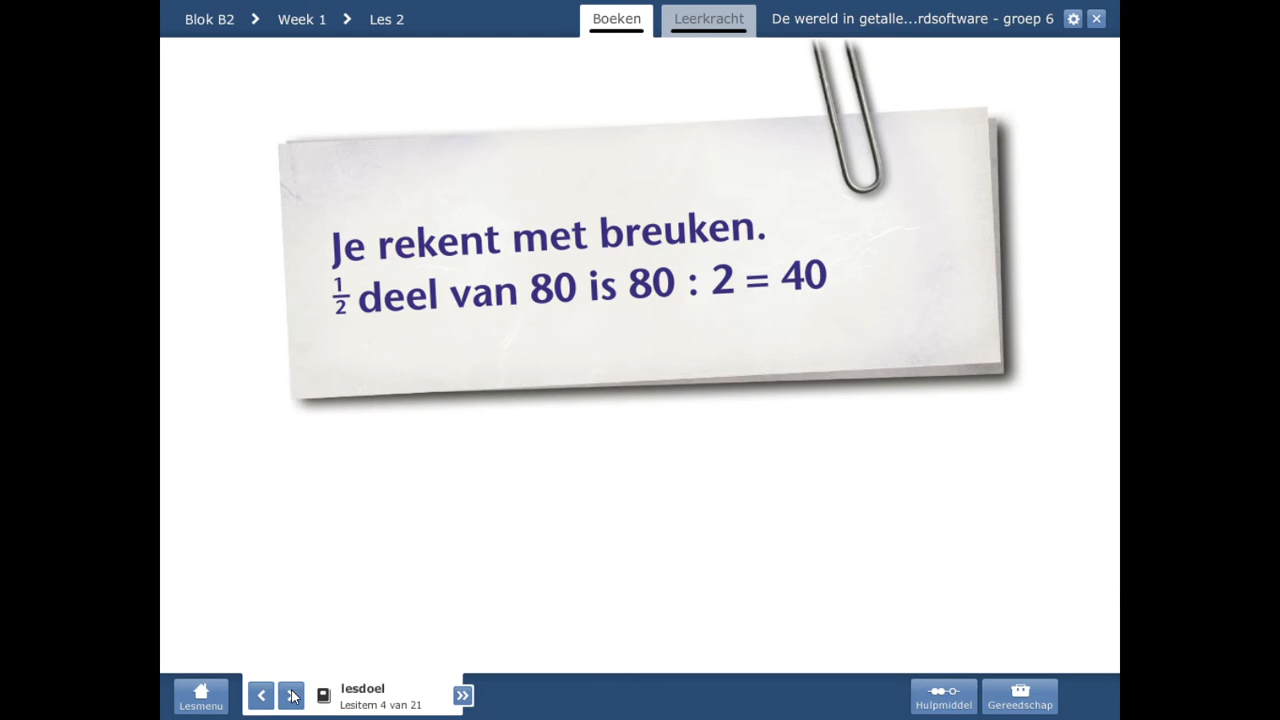 Blok B2 Week 1 Les 2 Boeken Leerkracht De wereld in getalle...rdsoftware - groep 6
Je rekent met breuken.
1/2 deel van 80 is 80 : 2 = 40
Lesmenu
lesdoel
Lesitem 4 van 21
Hulpmiddel
Gereedschap